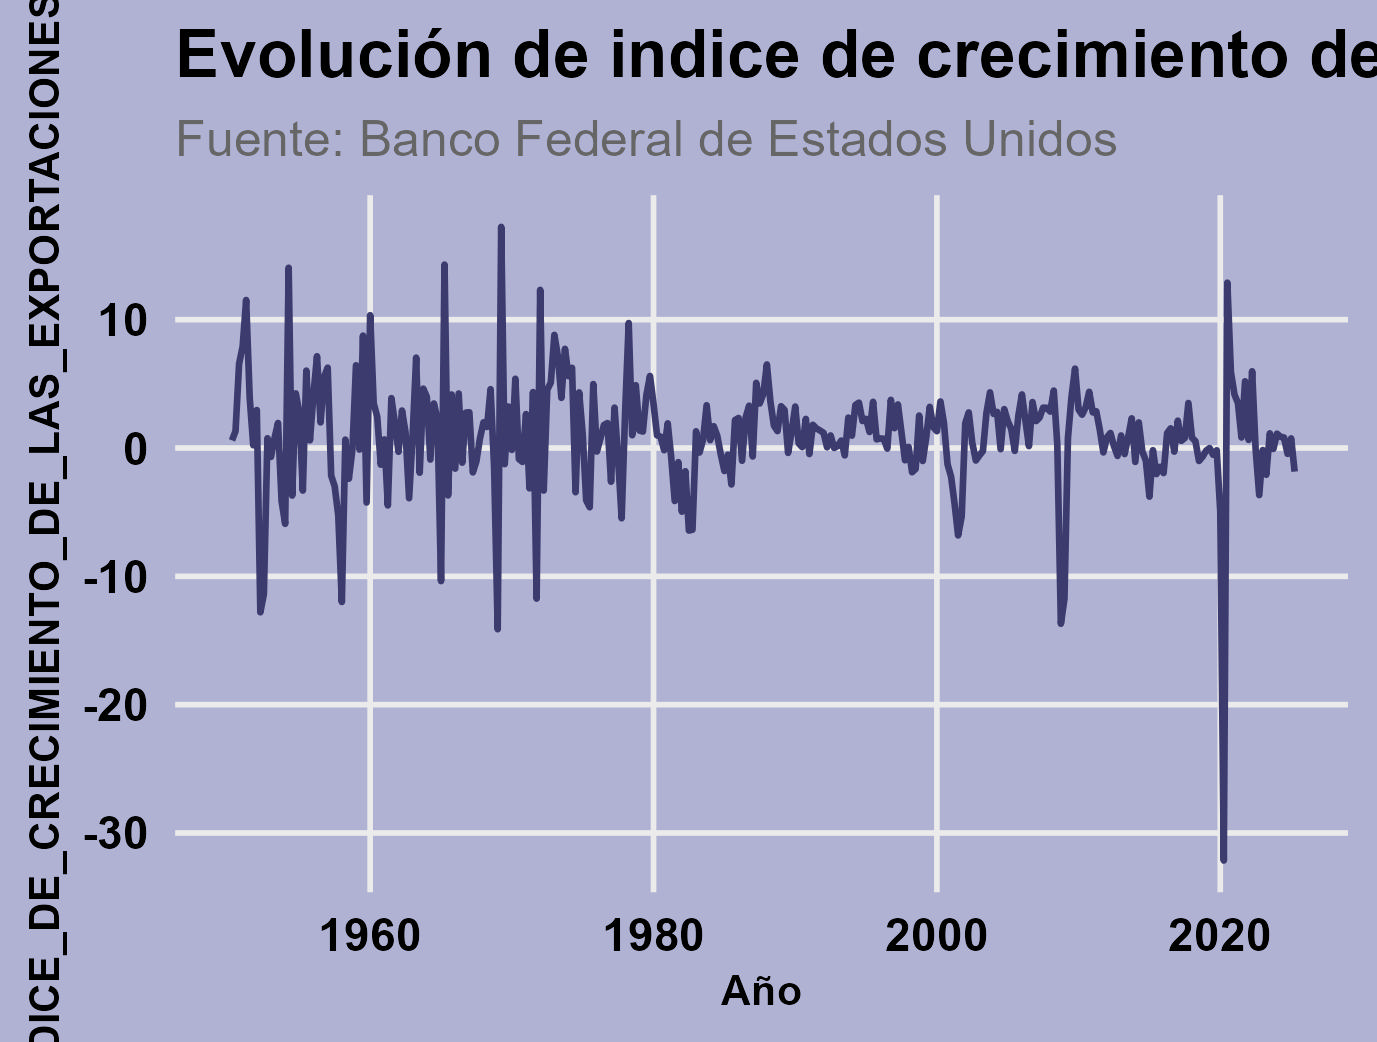 Evolución de indice de crecimiento de
Fuente: Banco Federal de Estados Unidos
DICE_DE_CRECIMIENTO_DE_LAS_EXPORTACIONES
10
0
-10
-20
-30
1960 1980 2000 2020
Año